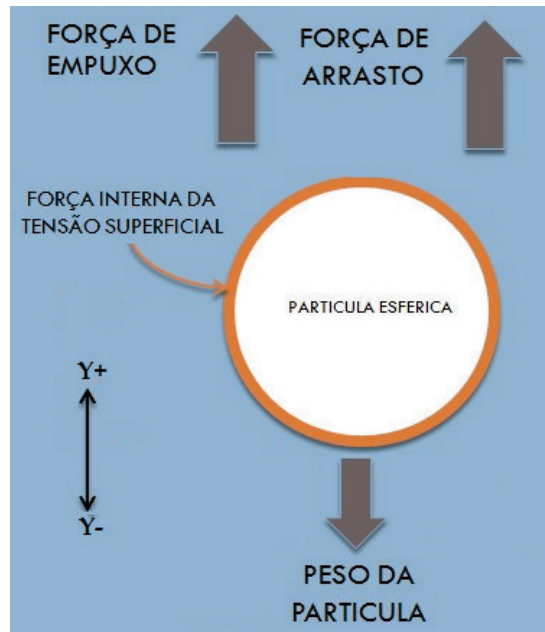 FORÇA DE
EMPUXO
FORÇA DE
ARRASTO
FORÇA INTERNA DA
TENSÃO SUPERFICIAL
PARTICULA ESFERICA
Y+
Y-
PESO DA
PARTICULA